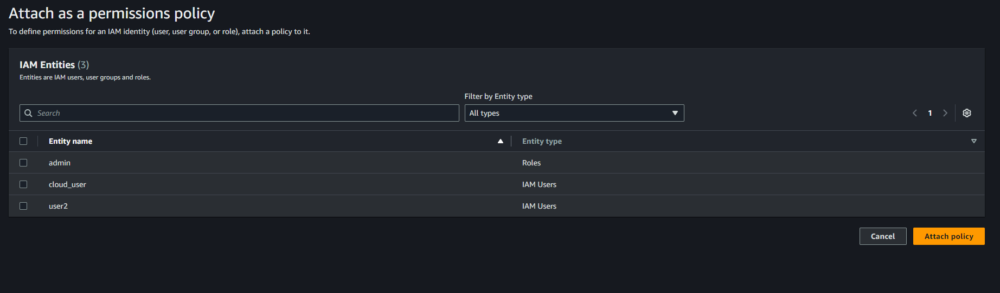 Attach as a permissions policy
To define permissions for an IAM identity (user, user group, or role), attach a policy to it.
IAM Entities (3)
Entities are IAM users, user groups and roles.
Filter by Entity type
Search
All types
1
Entity name
Entity type
admin
Roles
cloud_user
IAM Users
user2
IAM Users
Cancel
Attach policy